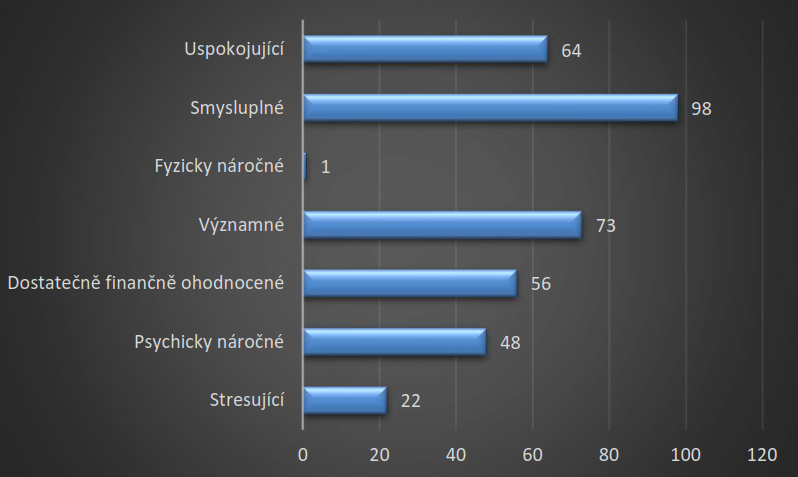 Uspokojující 64
Smysluplné 98
Fyzicky náročné 1
Významné 73
Dostatečně finančně ohodnocené 56
Psychicky náročné 48
Stresující 22
0 20 40 60 80 100 120